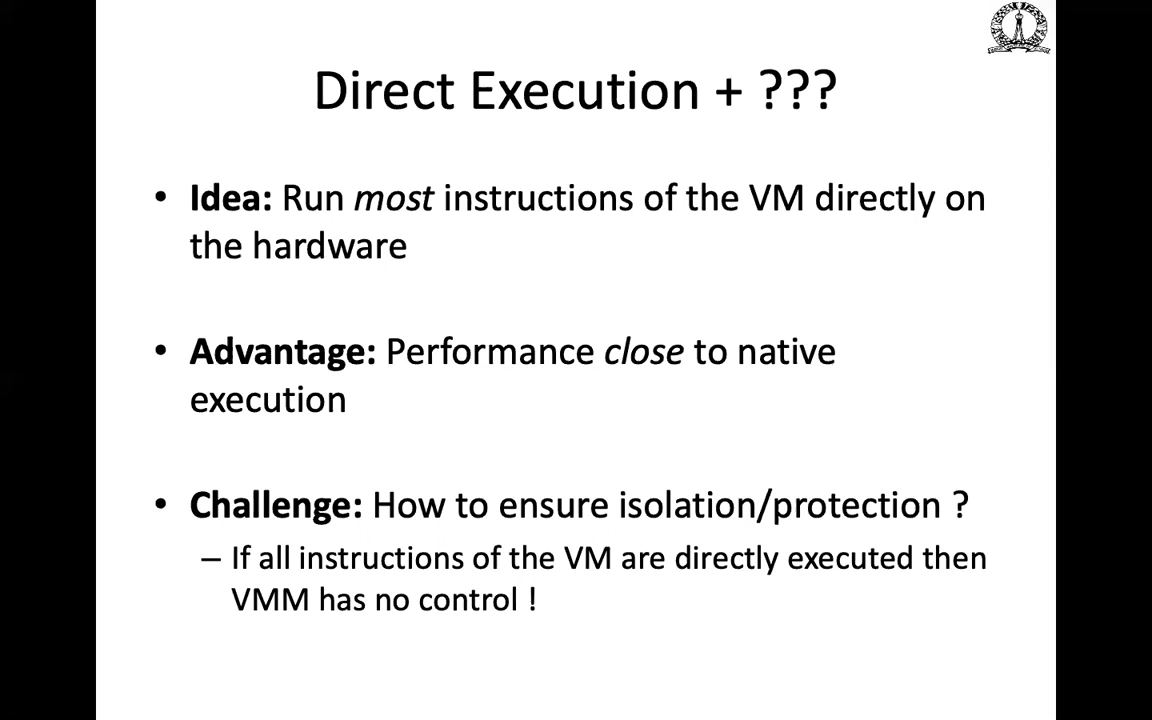 Direct Execution + ???
• Idea: Run most instructions of the VM directly on
the hardware
• Advantage: Performance close to native
execution
• Challenge: How to ensure isolation/protection ?
– If all instructions of the VM are directly executed then
VMM has no control !